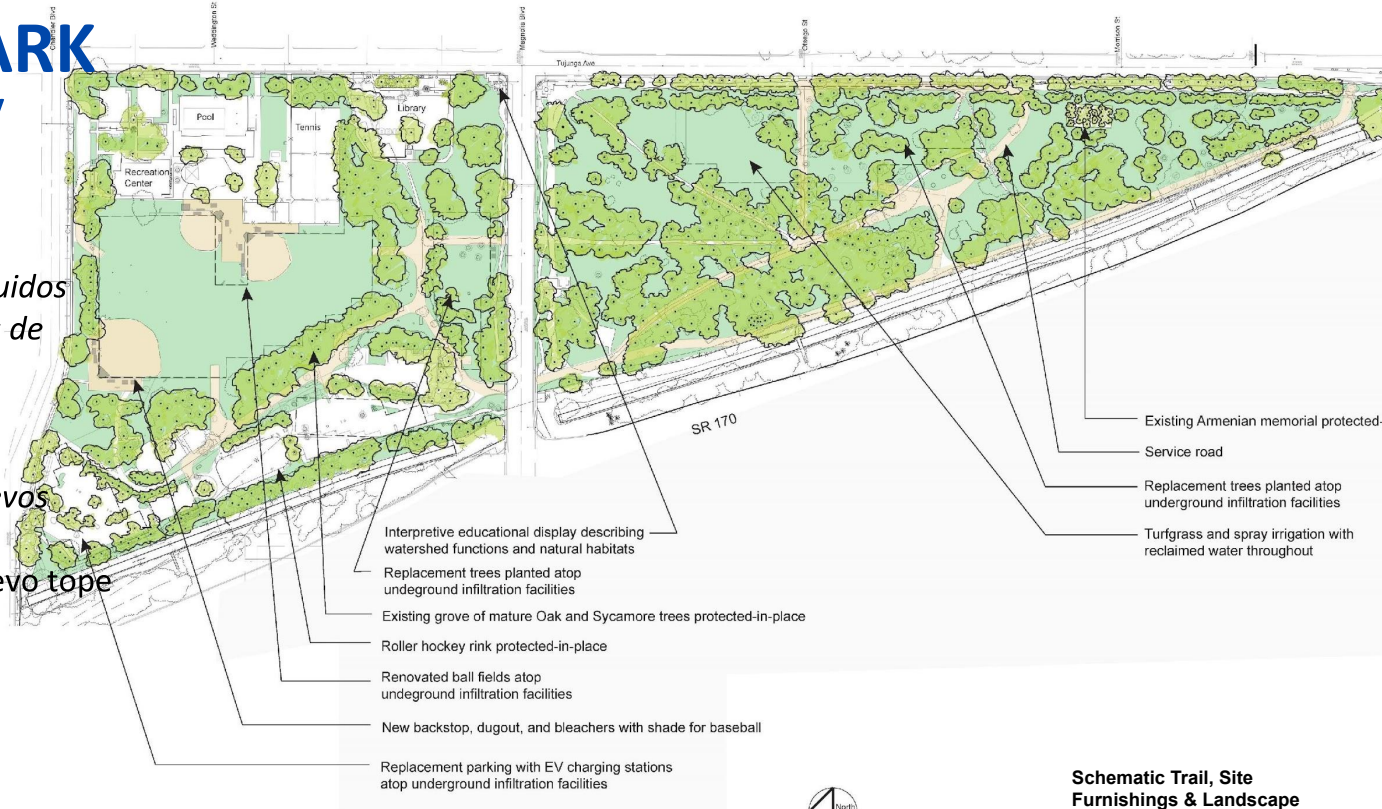 ARK
Chandler Blvd
Weddington St
Magnolia Blvd
Otsego St
Morrison St
Tujunga Ave
Library
Pool
Tennis
Recreation
Center
uidos
de
SR 170
evos
evo tope
Existing Armenian memorial protected-
Service road
Replacement trees planted atop
underground infiltration facilities
Turfgrass and spray irrigation with
reclaimed water throughout
Interpretive educational display describing
watershed functions and natural habitats
Replacement trees planted atop
undeground infiltration facilities
Existing grove of mature Oak and Sycamore trees protected-in-place
Roller hockey rink protected-in-place
Renovated ball fields atop
undeground infiltration facilities
New backstop, dugout, and bleachers with shade for baseball
Replacement parking with EV charging stations
atop underground infiltration facilities
North
Schematic Trail, Site
Furnishings & Landscape